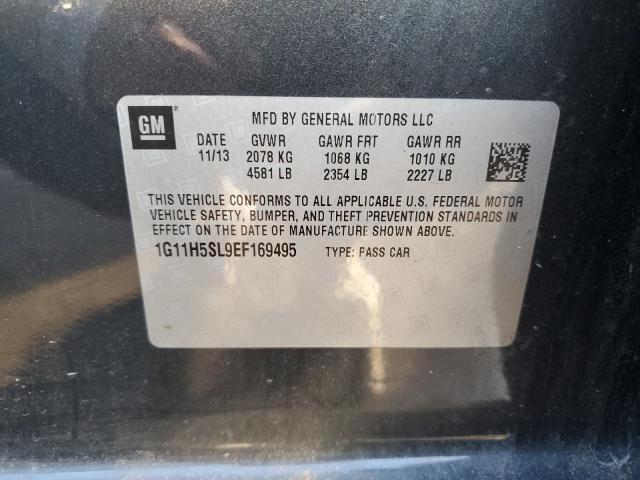 GM
MFD BY GENERAL MOTORS LLC
DATE GVWR GAWR FRT GAWR RR
11/13 2078 KG 1068 KG 1010 KG
4581 LB 2354 LB 2227 LB
THIS VEHICLE CONFORMS TO ALL APPLICABLE U.S. FEDERAL MOTOR
VEHICLE SAFETY, BUMPER, AND THEFT PREVENTION STANDARDS IN
EFFECT ON THE DATE OF MANUFACTURE SHOWN ABOVE.
1G11H5SL9EF169495 TYPE: PASS CAR